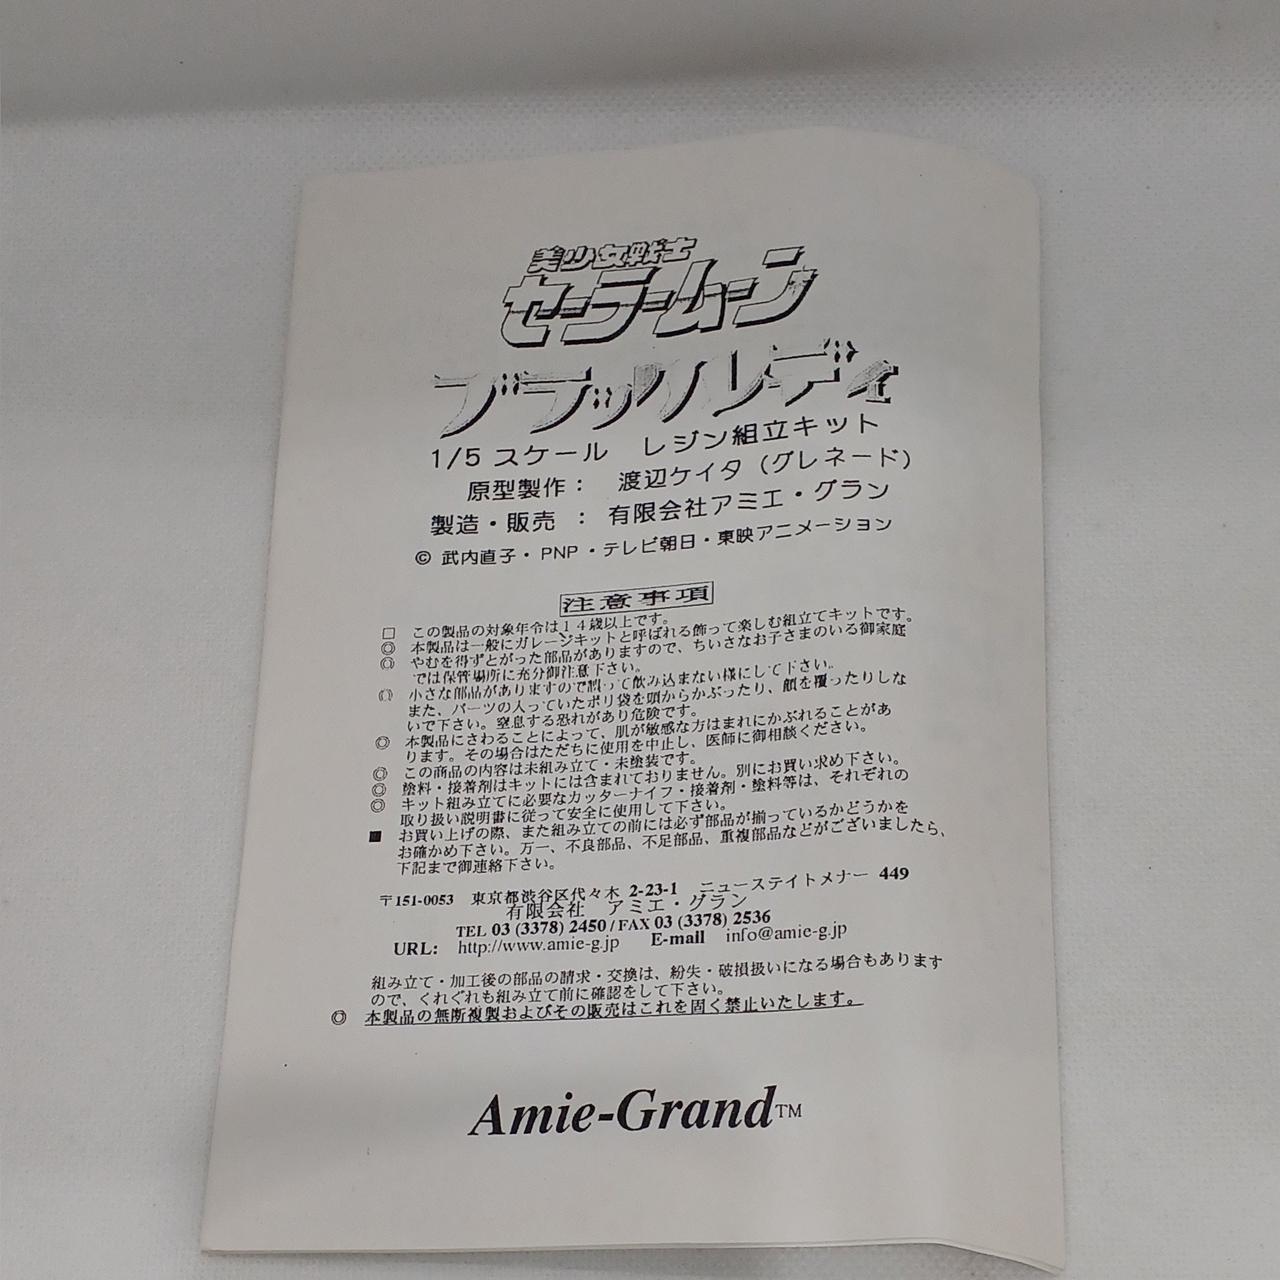 美少女戦士
セーラームーン
ブラックレディ
1/5 スケール　レジン組立キット
原型製作：　渡辺ケイタ（グレネード）
製造・販売 ： 有限会社アミエ・グラン
© 武内直子・PNP・テレビ朝日・東映アニメーション
注意事項
□ この製品の対象年令は１４歳以上です。
◎ 本製品は一般にガレージキットと呼ばれる飾って楽しむ組立てキットです。
◎ やむを得ずとがった部品がありますので、ちいさなお子さまのいる御家庭
では保管場所に充分御注意下さい。
◎ 小さな部品がありますので誤って飲み込まない様にして下さい。
また、パーツの入っていたポリ袋を頭からかぶったり、顔を覆ったりしな
いで下さい。窒息する恐れがあり危険です。
◎ 本製品にさわることによって、肌が敏感な方はまれにかぶれることがあ
ります。その場合はただちに使用を中止し、医師に御相談ください。
◎ この商品の内容は未組み立て・未塗装です。
◎ 塗料・接着剤はキットには含まれておりません。別にお買い求め下さい。
◎ キット組み立てに必要なカッターナイフ・接着剤・塗料等は、それぞれの
取り扱い説明書に従って安全に使用して下さい。
■ お買い上げの際、また組み立ての前には必ず部品が揃っているかどうかを
お確かめ下さい。万一、不良部品、不足部品、重複部品などがございましたら、
下記まで御連絡下さい。
〒151-0053　東京都渋谷区代々木 2-23-1　ニューステイトメナー 449
有限会社　アミエ・グラン
TEL 03 (3378) 2450 / FAX 03 (3378) 2536
URL:　http://www.amie-g.jp　E-mall　info@amie-g.jp
組み立て・加工後の部品の請求・交換は、紛失・破損扱いになる場合もあります
ので、くれぐれも組み立て前に確認をして下さい。
◎ 本製品の無断複製およびその販売はこれを固く禁止いたします。
Amie-Grand™